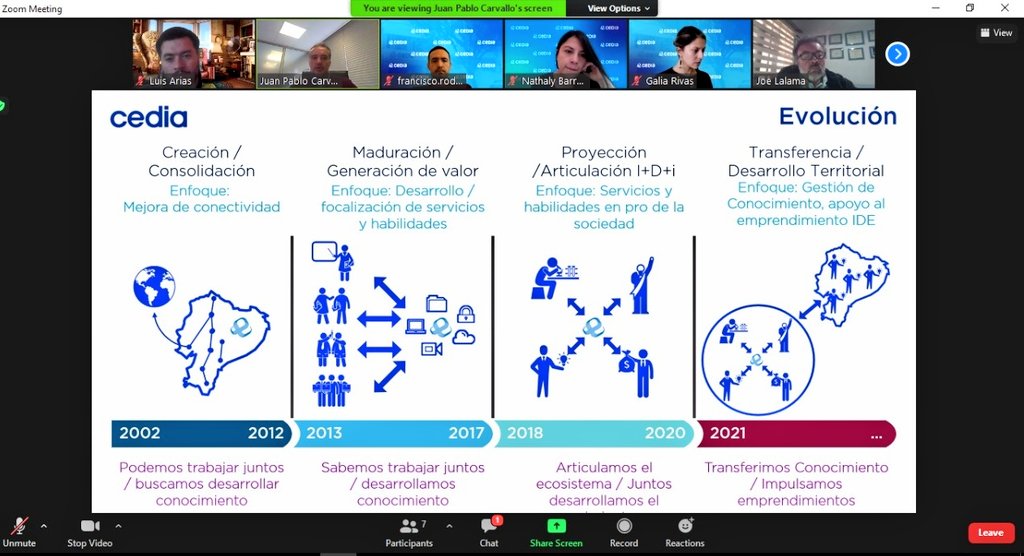 Zoom Meeting
You are viewing Juan Pablo Carvallo's screen
View Options
View
Luis Arias
Juan Pablo Carv...
francisco.rod...
Nathaly Barr...
Galia Rivas
Joe Lalama
cedia
Evolución
Creación /
Consolidación
Enfoque:
Mejora de conectividad
Maduración /
Generación de valor
Enfoque: Desarrollo /
focalización de servicios
y habilidades
Proyección
/Articulación I+D+i
Enfoque: Servicios y
habilidades en pro de la
sociedad
Transferencia /
Desarrollo Territorial
Enfoque: Gestión de
Conocimiento, apoyo al
emprendimiento IDE
2002 2012
2013 2017
2018 2020
2021 ...
Podemos trabajar juntos
/ buscamos desarrollar
conocimiento
Sabemos trabajar juntos
/ desarrollamos
conocimiento
Articulamos el
ecosistema / Juntos
desarrollamos el
Transferimos Conocimiento
/ Impulsamos
emprendimientos
Unmute
Stop Video
7
Participants
1
Chat
Share Screen
Record
Reactions
Leave